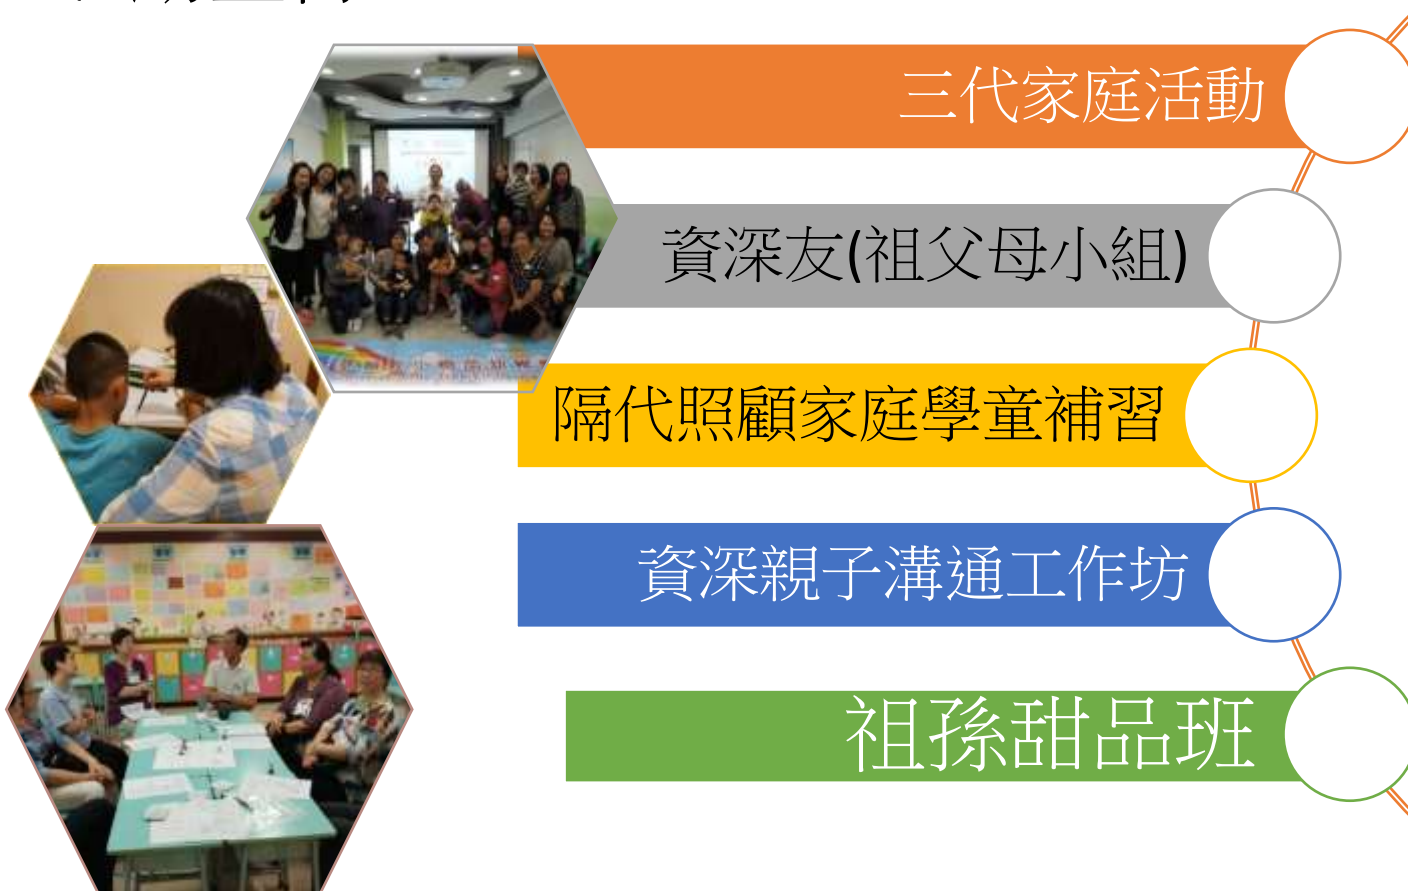 三代家庭活動
資深友(祖父母小組)
隔代照顧家庭學童補習
資深親子溝通工作坊
祖孫甜品班